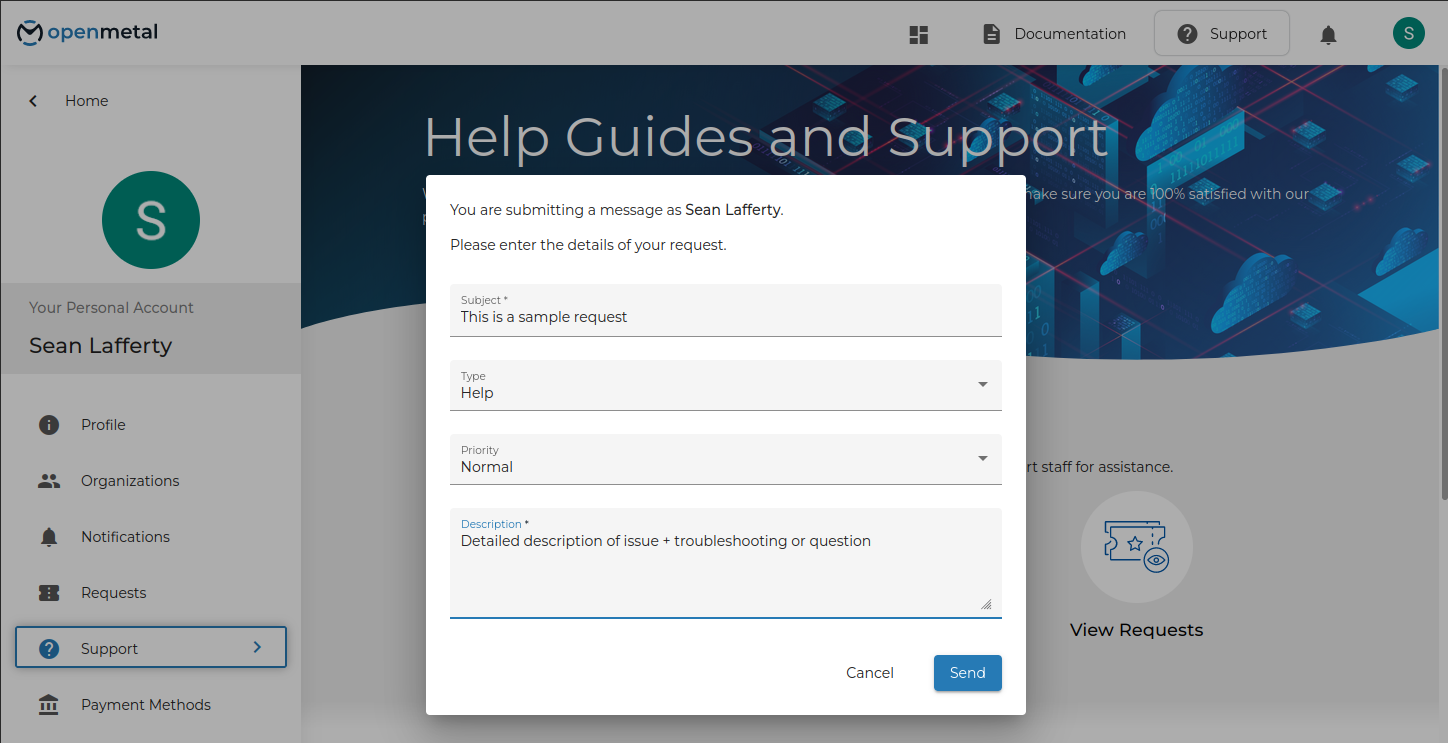 openmetal
Documentation
Support
S
Home
S
Your Personal Account
Sean Lafferty
Profile
Organizations
Notifications
Requests
Support
Payment Methods
Help Guides and Support
make sure you are 100% satisfied with our
You are submitting a message as Sean Lafferty.
Please enter the details of your request.
Subject *
This is a sample request
Type
Help
Priority
Normal
Description *
Detailed description of issue + troubleshooting or question
Cancel
Send
rt staff for assistance.
View Requests